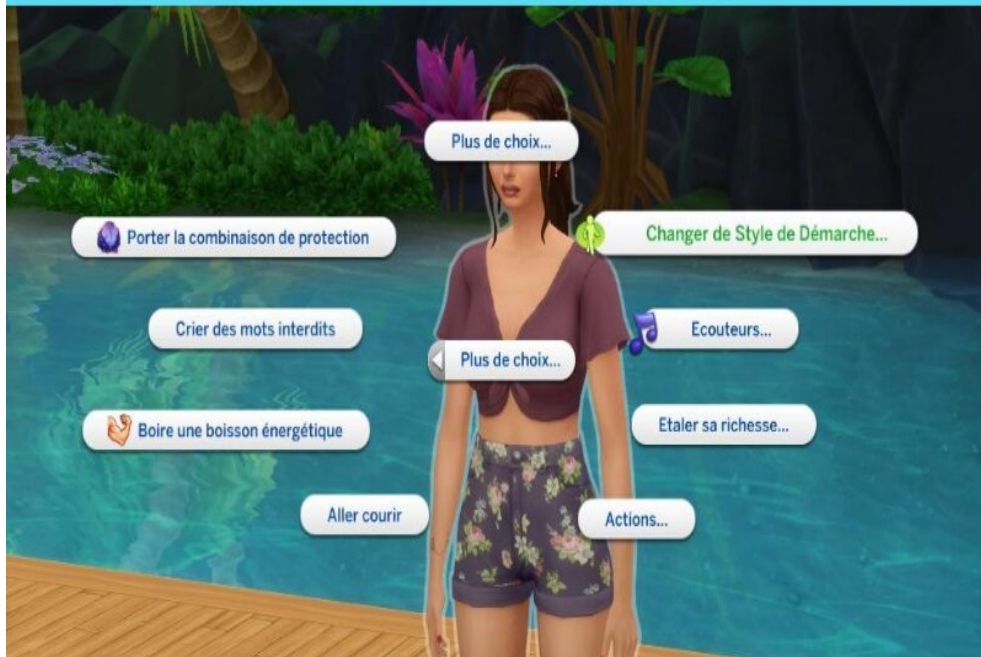 Plus de choix...
Porter la combinaison de protection
Changer de Style de Démarche...
Crier des mots interdits
Ecouteurs...
Plus de choix...
Boire une boisson énergétique
Etaler sa richesse...
Aller courir
Actions...